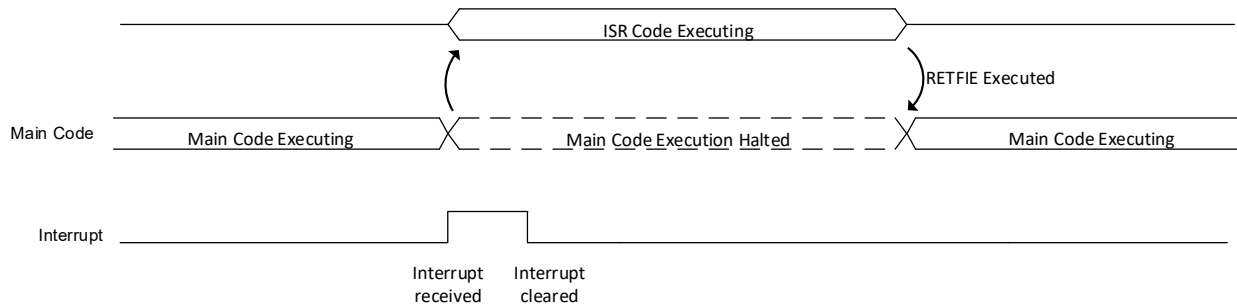 ISR Code Executing
RETFIE Executed
Main Code
Main Code Executing
Main Code Execution Halted
Main Code Executing
Interrupt
Interrupt
received
Interrupt
cleared